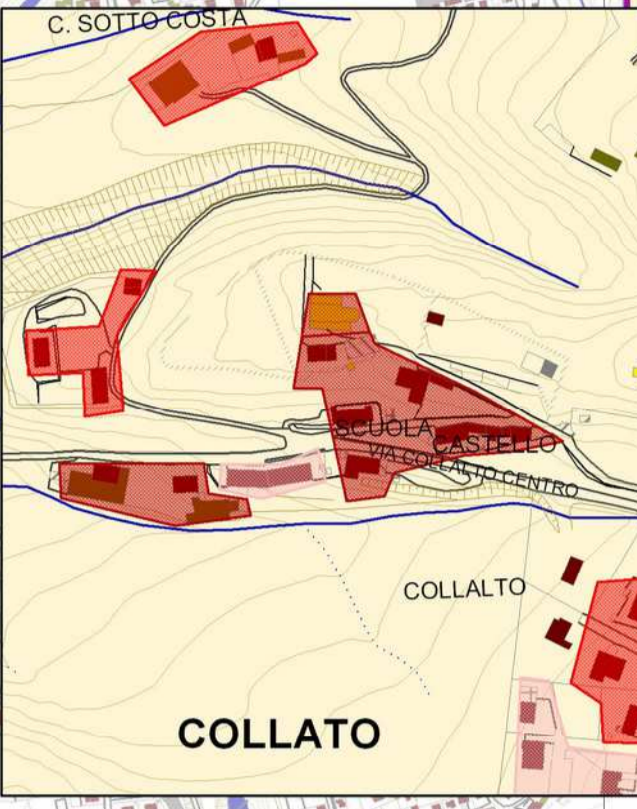 C. SOTTO COSTA
SCUOLA
CASTELLO
VIA COLLALTO CENTRO
COLLALTO
COLLATO